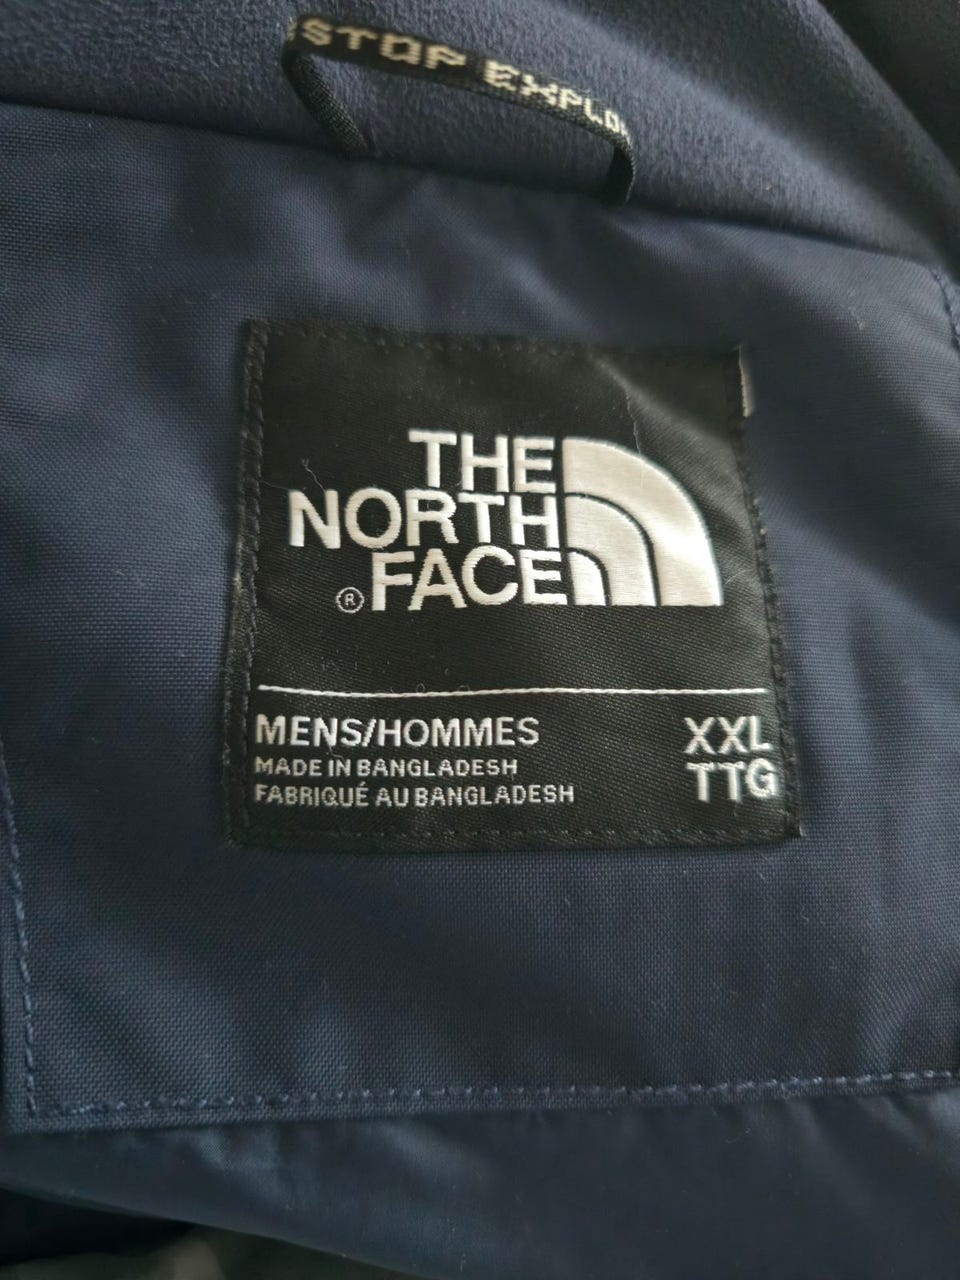 STOP EXPLO
THE
NORTH
FACE
®
MENS/HOMMES
XXL
MADE IN BANGLADESH
TTG
FABRIQUÉ AU BANGLADESH